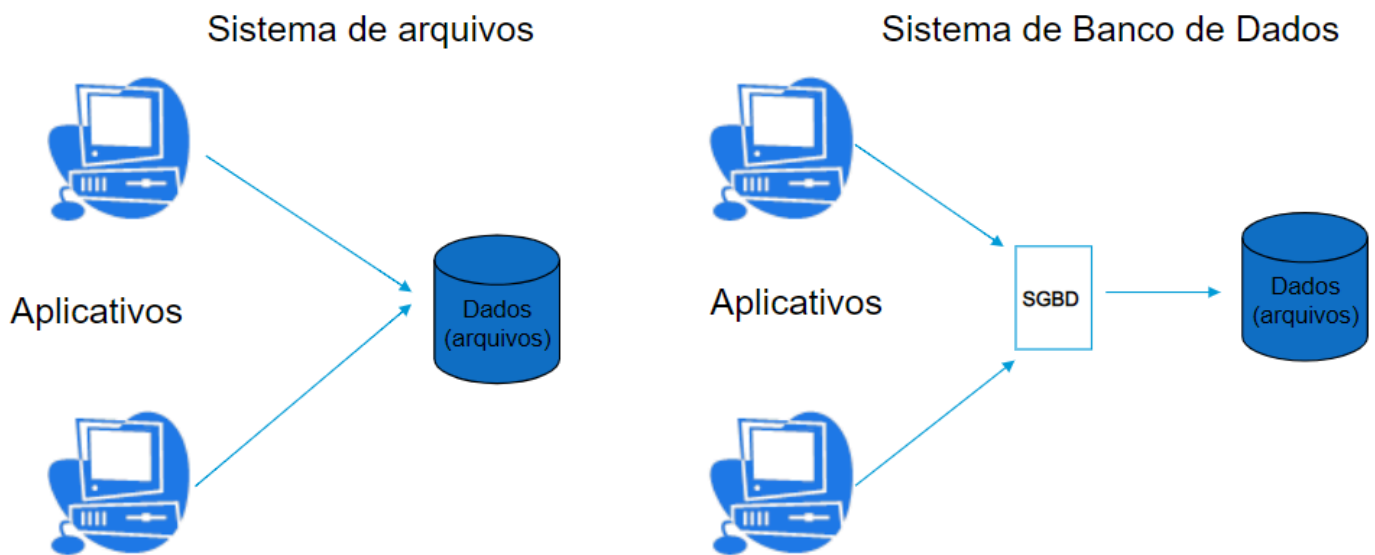 Sistema de arquivos
Aplicativos
Dados
(arquivos)
Sistema de Banco de Dados
Aplicativos
SGBD
Dados
(arquivos)